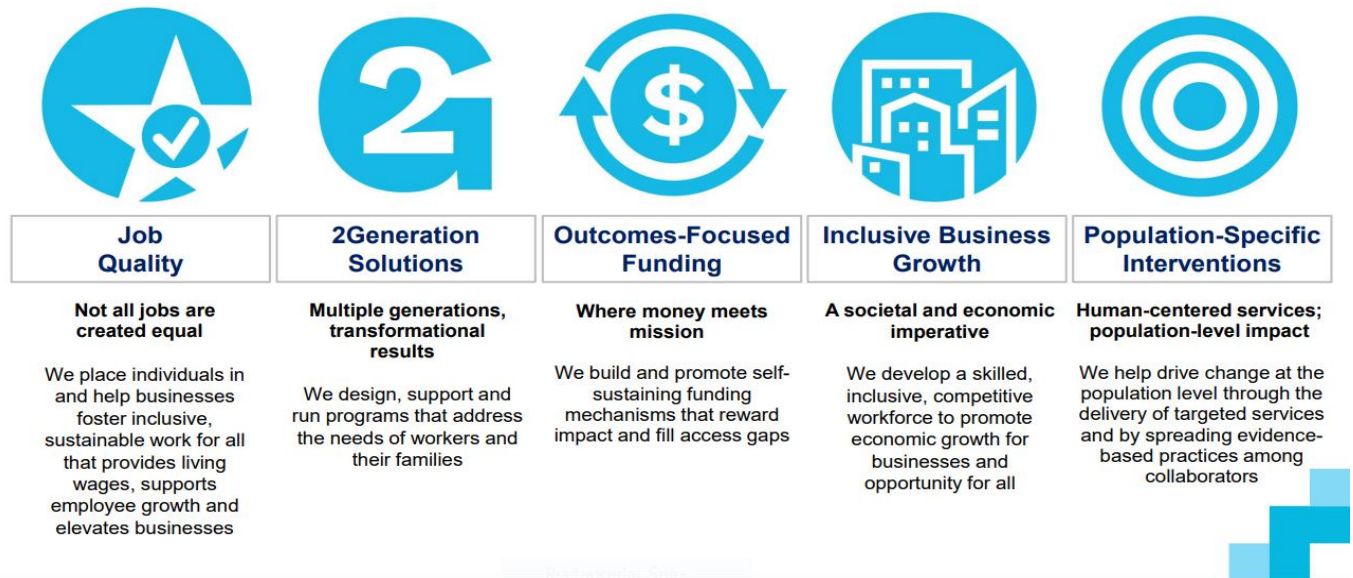 2G
$
Job
Quality
Not all jobs are
created equal
We place individuals in
and help businesses
foster inclusive,
sustainable work for all
that provides living
wages, supports
employee growth and
elevates businesses
2Generation
Solutions
Multiple generations,
transformational
results
We design, support and
run programs that address
the needs of workers and
their families
Outcomes-Focused
Funding
Where money meets
mission
We build and promote self-
sustaining funding
mechanisms that reward
impact and fill access gaps
Inclusive Business
Growth
A societal and economic
imperative
We develop a skilled,
inclusive, competitive
workforce to promote
economic growth for
businesses and
opportunity for all
Population-Specific
Interventions
Human-centered services;
population-level impact
We help drive change at the
population level through the
delivery of targeted services
and by spreading evidence-
based practices among
collaborators